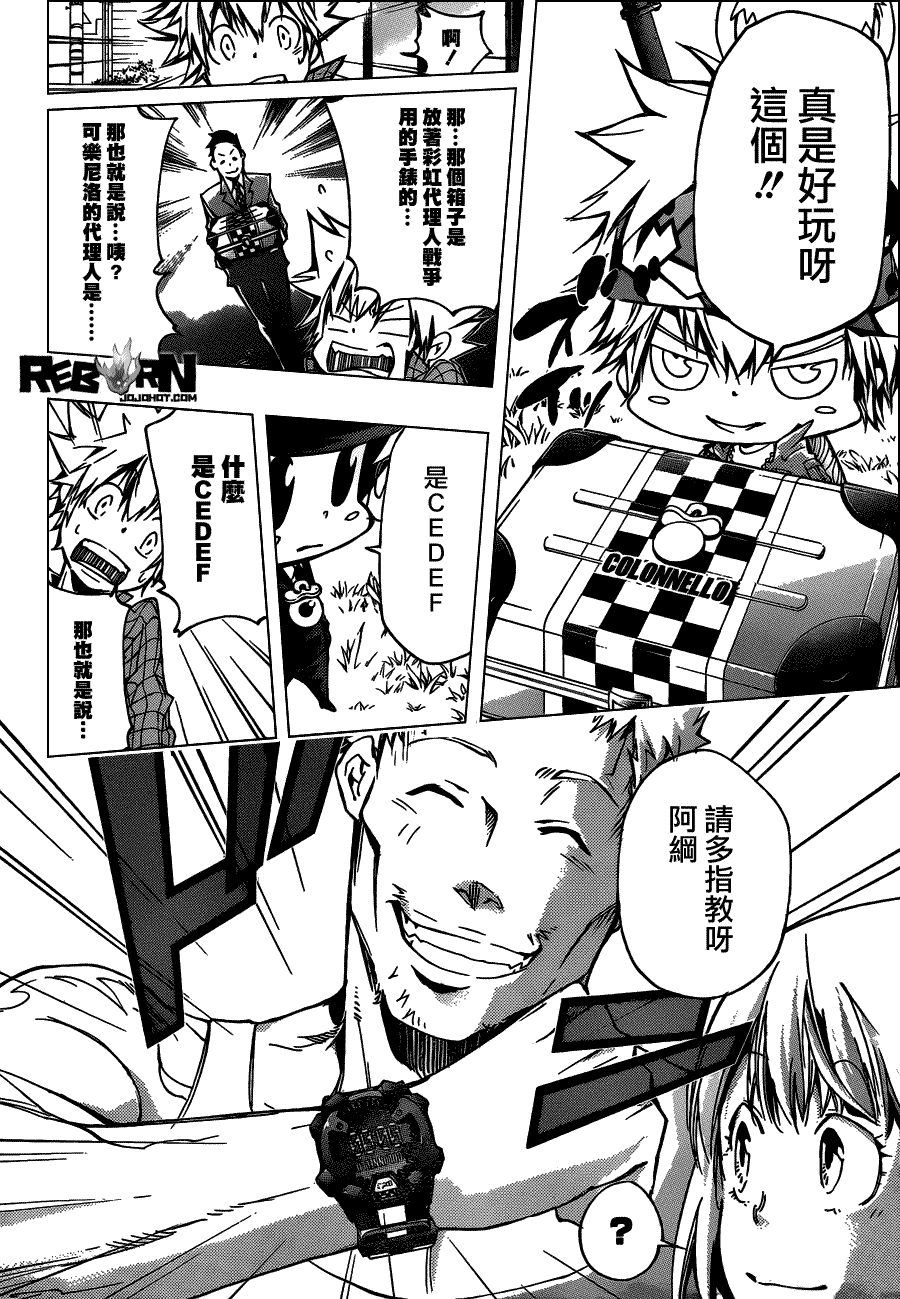 真是好玩呀
這個!!
COLONNELLO
啊!
那…那個箱子是
放著彩虹代理人戰爭
用的手錶的…
那也就是說…咦?
可樂尼洛的代理人是……
REBORN
JOJOHOT.COM
是CEDEF
什麼
是CEDEF
那也就是說…
請多指教呀
阿綱
?